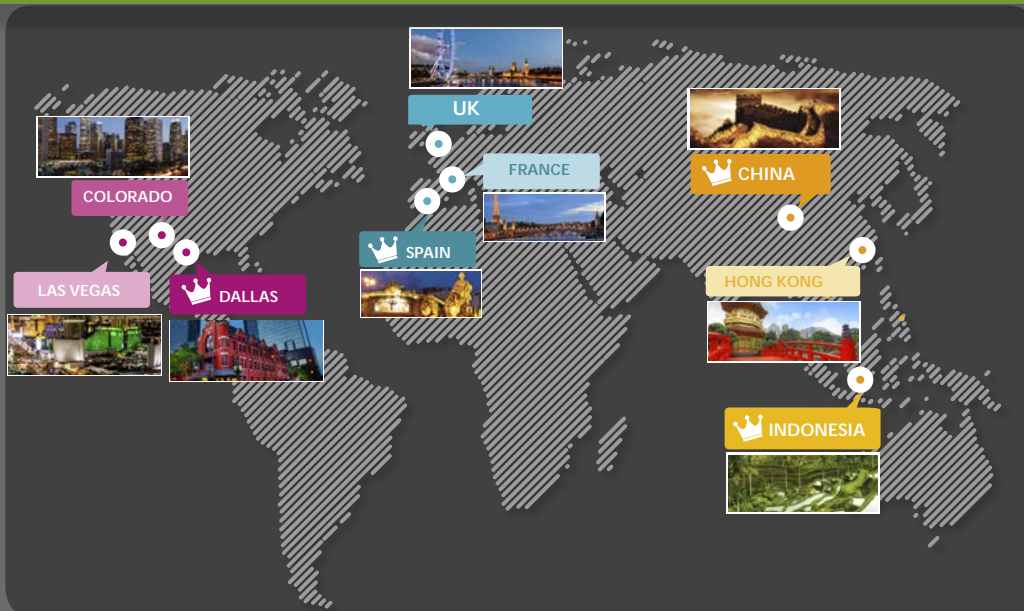 UK
COLORADO
FRANCE
CHINA
SPAIN
LAS VEGAS
DALLAS
HONG KONG
INDONESIA